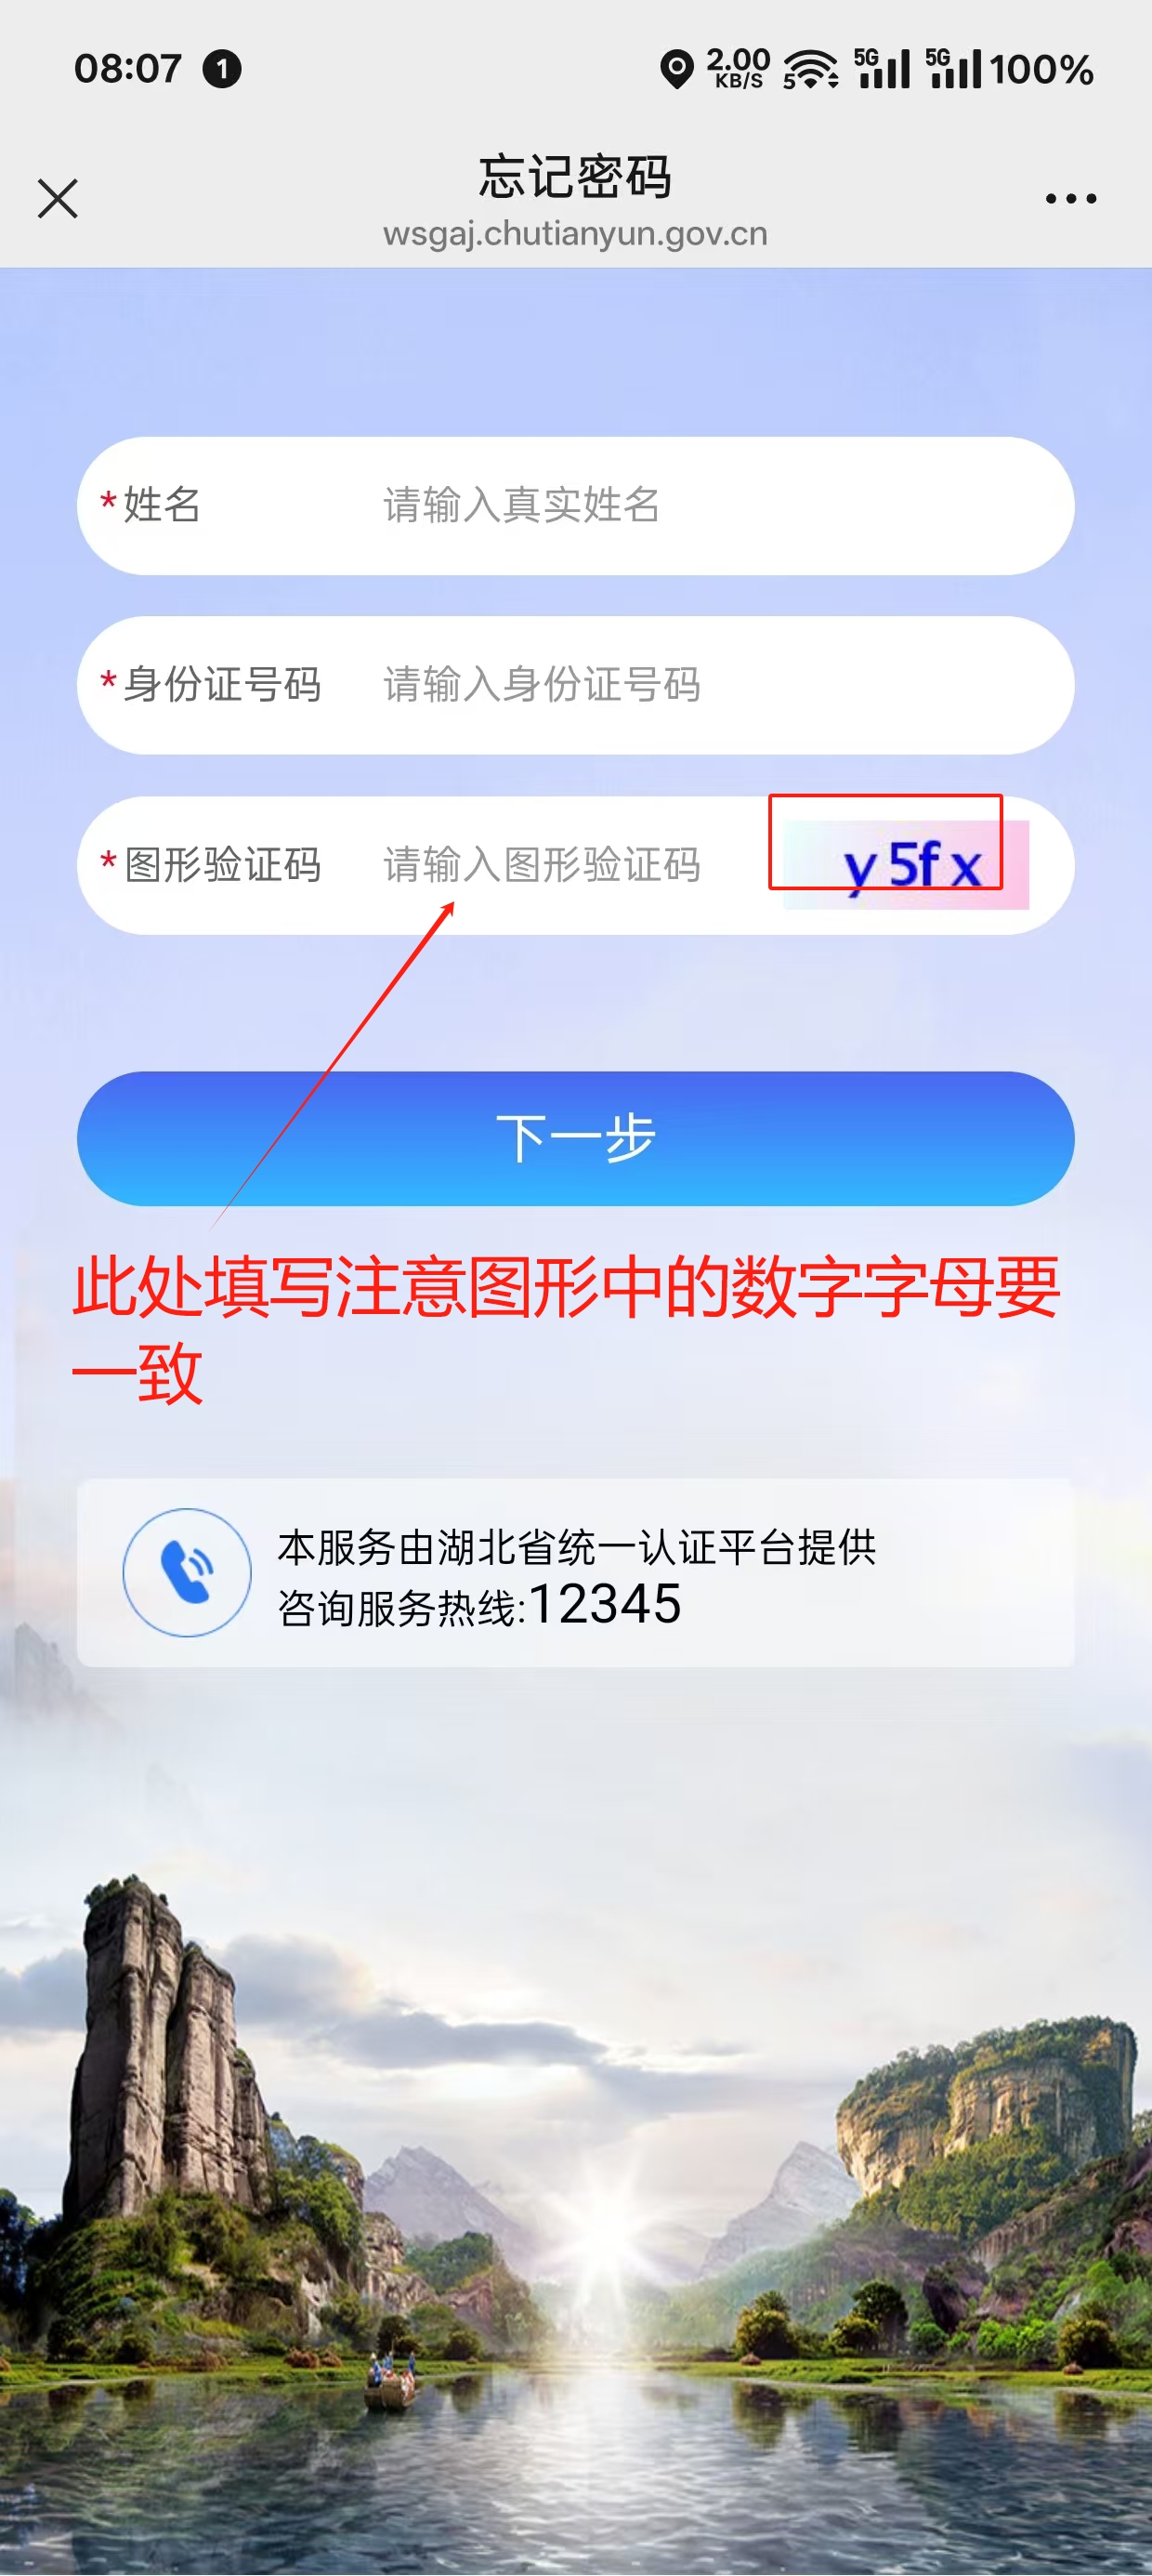 08:07 1 2.00 KB/S 5 5G 5G 100%
忘记密码
wsgaj.chutianyun.gov.cn
*姓名 请输入真实姓名
*身份证号码 请输入身份证号码
*图形验证码 请输入图形验证码 y 5f x
下一步
此处填写注意图形中的数字字母要
一致
本服务由湖北省统一认证平台提供
咨询服务热线:12345